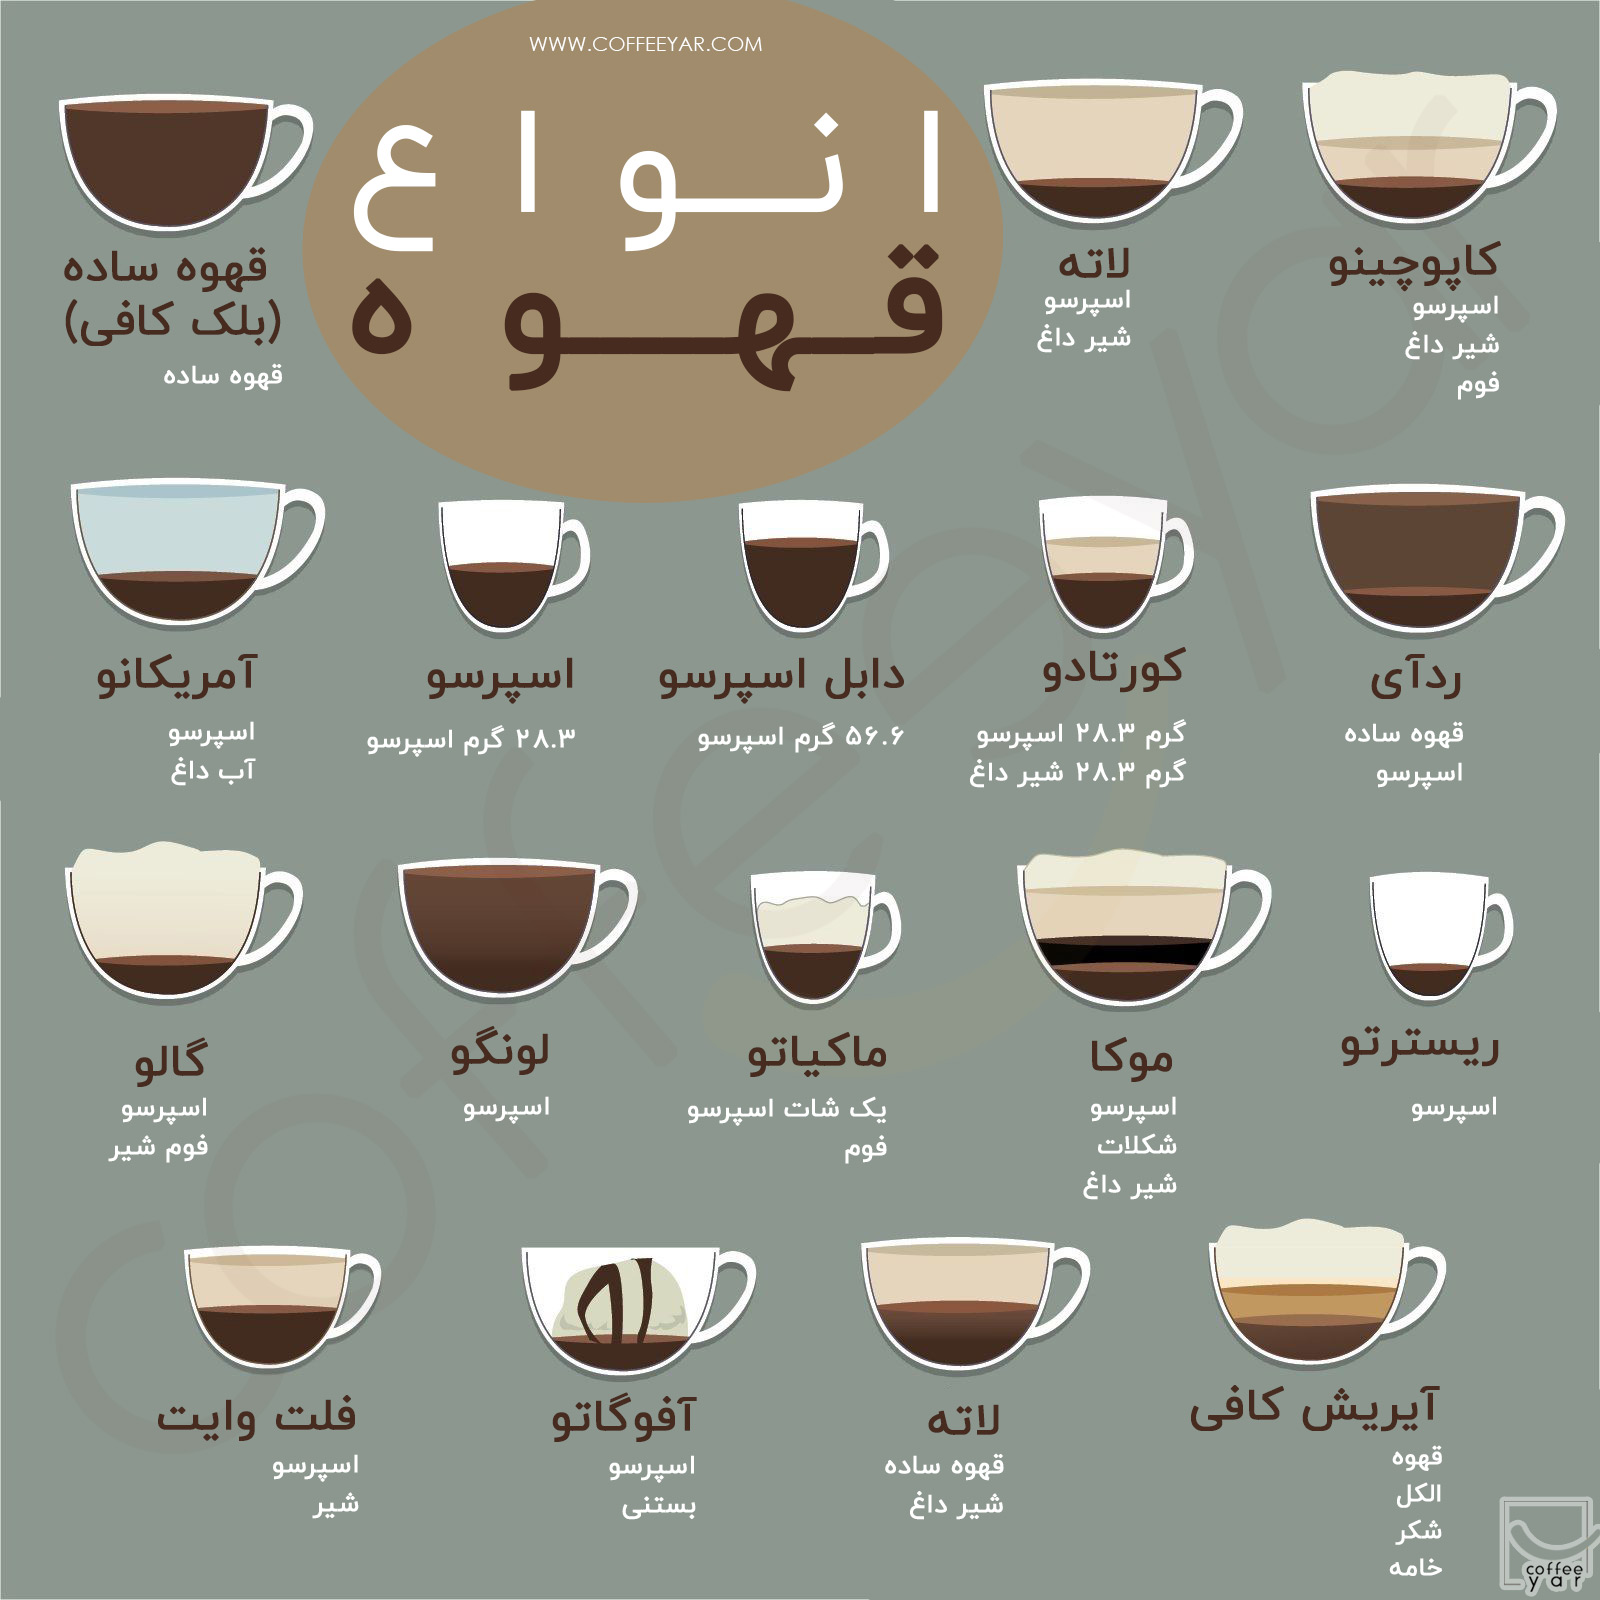 WWW.COFFEEYAR.COM
انواع
قهوه
کاپوچینو
اسپرسو
شیر داغ
فوم
لاته
اسپرسو
شیر داغ
قهوه ساده
(بلک کافی)
قهوه ساده
ردآی
قهوه ساده
اسپرسو
کورتادو
گرم ۲۸.۳ اسپرسو
گرم ۲۸.۳ شیر داغ
دابل اسپرسو
۵۶.۶ گرم اسپرسو
اسپرسو
۲۸.۳ گرم اسپرسو
آمریکانو
اسپرسو
آب داغ
ریسترتو
اسپرسو
موکا
اسپرسو
شکلات
شیر داغ
ماکیاتو
یک شات اسپرسو
فوم
لونگو
اسپرسو
گالو
اسپرسو
فوم شیر
آیریش کافی
قهوه
الکل
شکر
خامه
لاته
قهوه ساده
شیر داغ
آفوگاتو
اسپرسو
بستنی
فلت وایت
اسپرسو
شیر
coffeeyar
coffee
yar